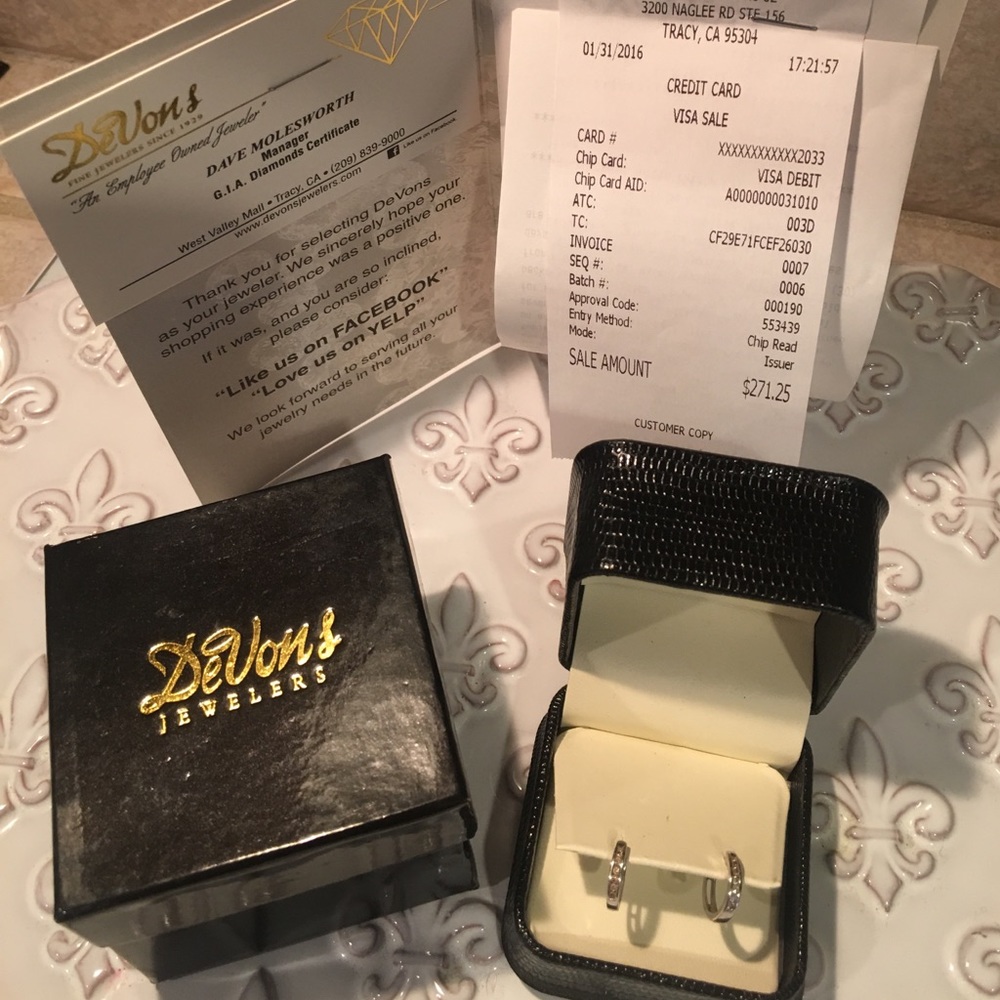 DeVons
FINE JEWELERS SINCE 1929
"An Employee Owned Jeweler"
DAVE MOLESWORTH
Manager
G.I.A. Diamonds Certificate
West Valley Mall • Tracy, CA • (209) 839-9000
www.devonsjewelers.com
f Like us on Facebook
Thank you for selecting DeVons
as your jeweler. We sincerely hope your
shopping experience was a positive one.
If it was, and you are so inclined,
please consider:
"Like us on FACEBOOK"
"Love us on YELP"
We look forward to serving all your
jewelry needs in the future.
3200 NAGLEE RD STE 156
TRACY, CA 95304
01/31/2016 17:21:57
CREDIT CARD
VISA SALE
CARD # XXXXXXXXXXXX2033
Chip Card: VISA DEBIT
Chip Card AID: A0000000031010
ATC: 003D
TC: CF29E71FCEF26030
INVOICE 0007
SEQ #: 0006
Batch #: 000190
Approval Code: 553439
Entry Method: Chip Read
Mode: Issuer
SALE AMOUNT $271.25
CUSTOMER COPY
DeVons
JEWELERS